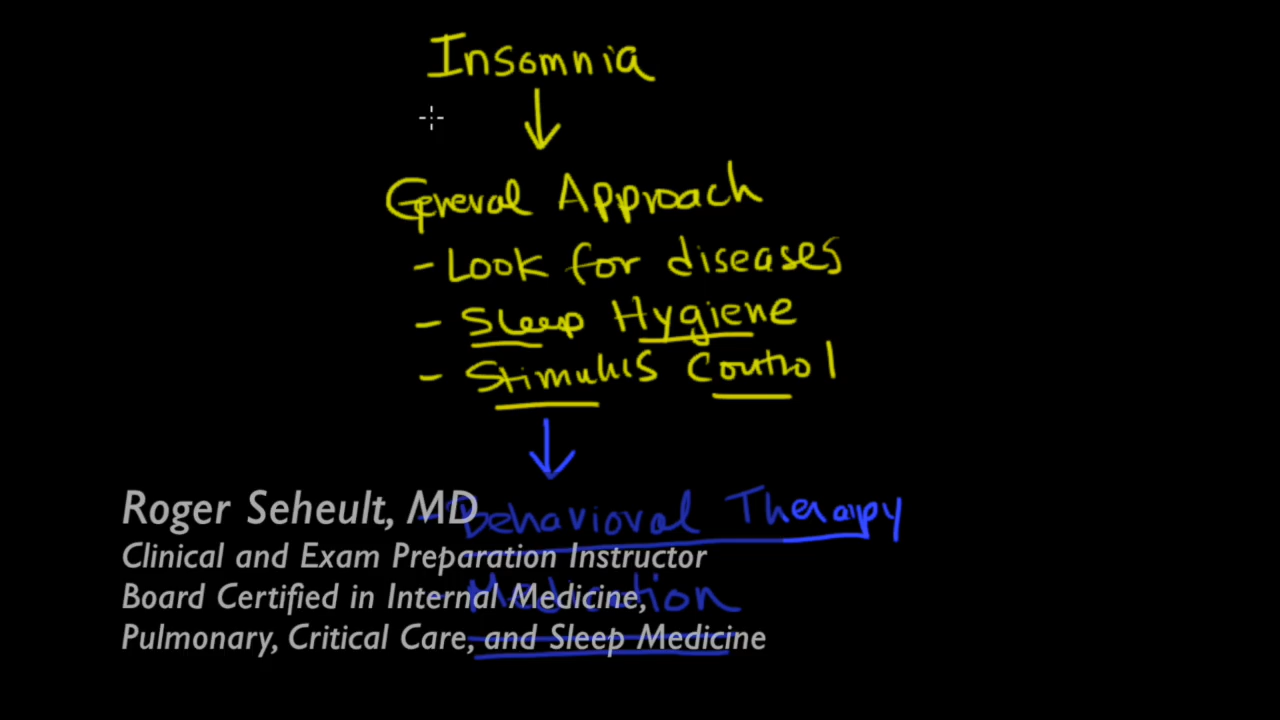 Insomnia
General Approach
- Look for diseases
- Sleep Hygiene
- Stimulus Control
- Behavioral Therapy
- Medication
Roger Seheult, MD
Clinical and Exam Preparation Instructor
Board Certified in Internal Medicine,
Pulmonary, Critical Care, and Sleep Medicine